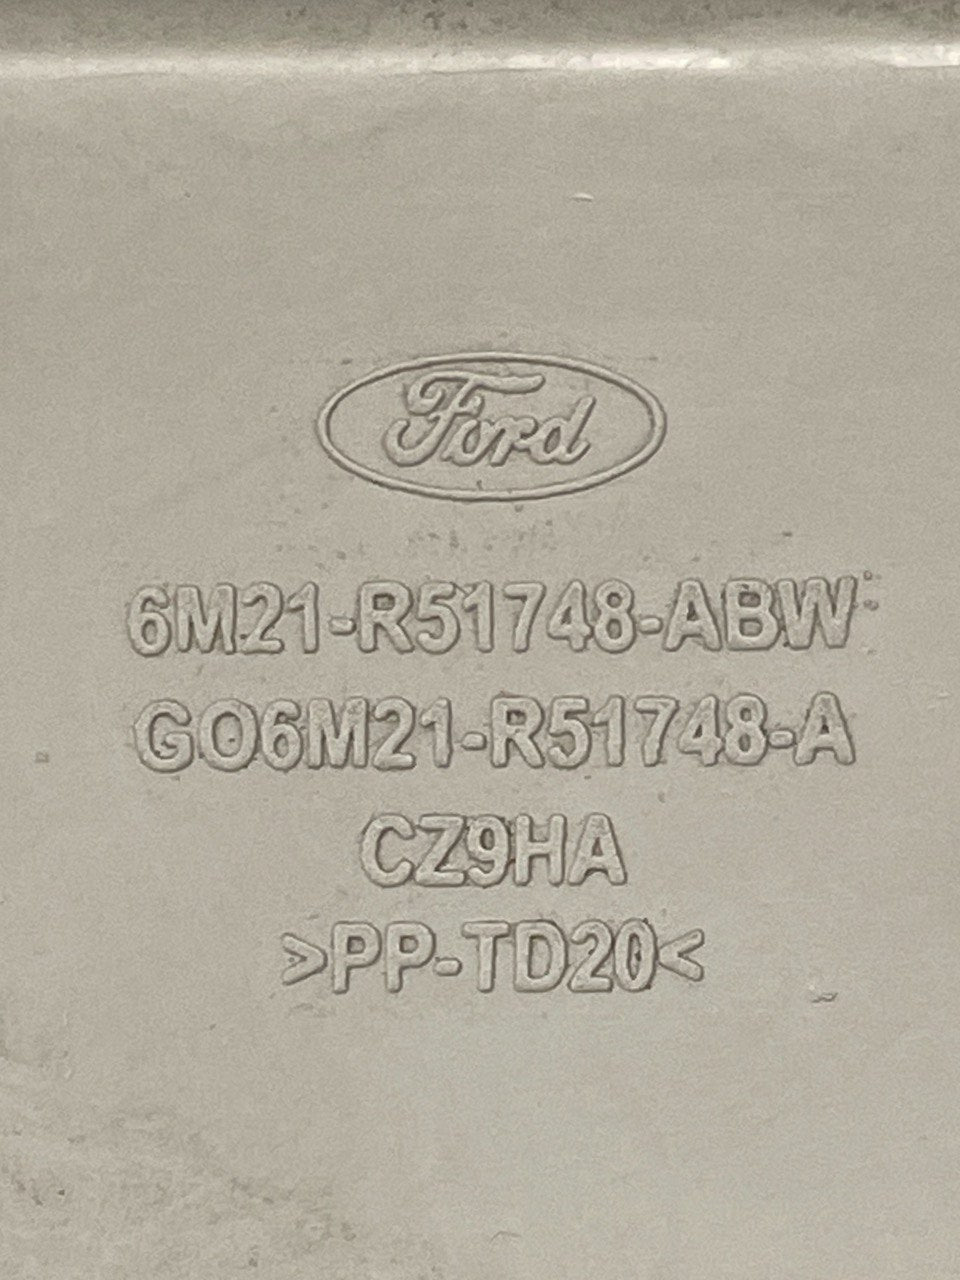 Ford
6M21-R51748-ABW
GO6M21-R51748-A
CZ9HA
>PP-TD20<